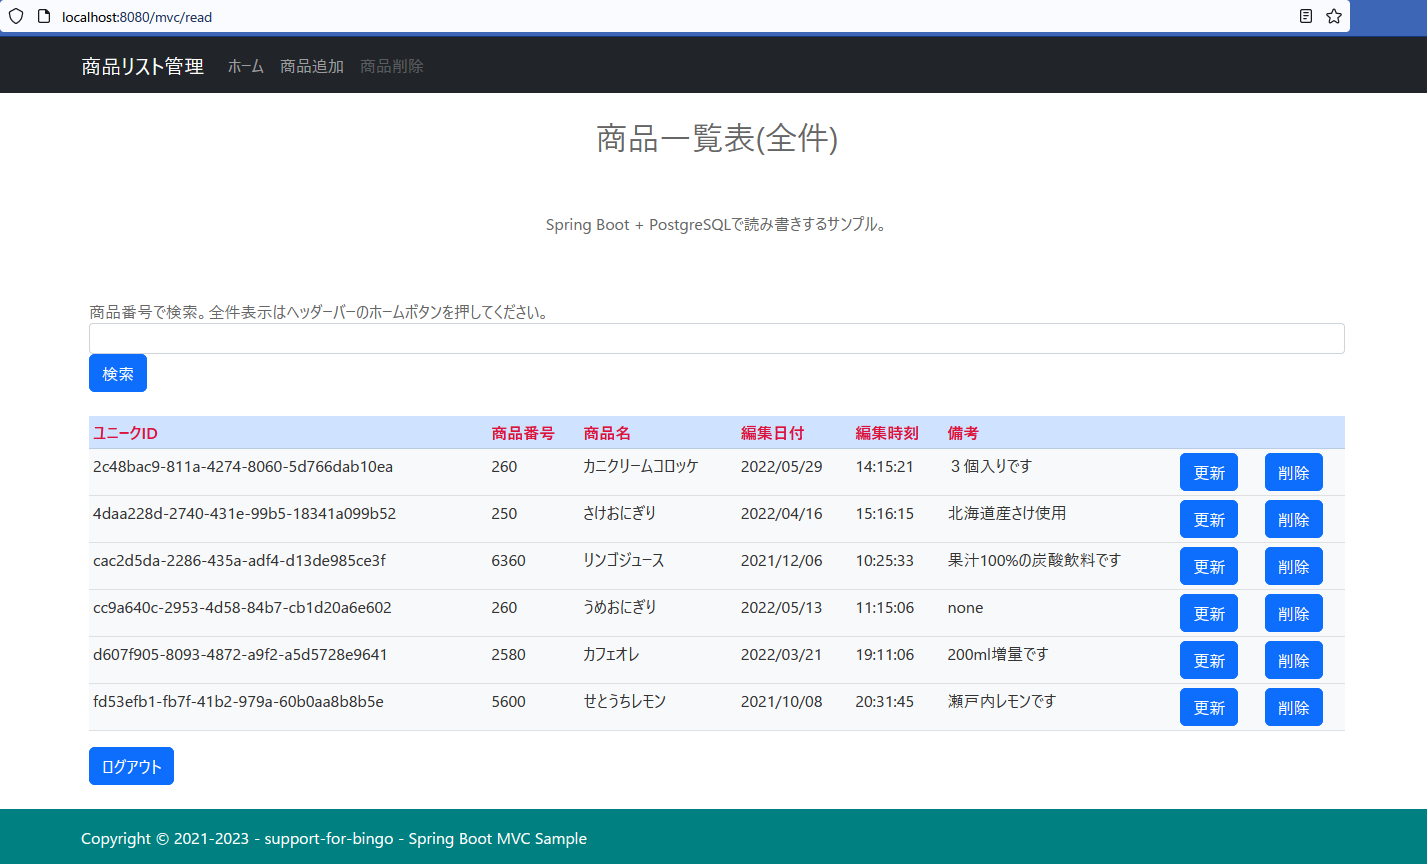 localhost:8080/mvc/read
商品リスト管理 ホーム 商品追加 商品削除
商品一覧表(全件)
Spring Boot + PostgreSQLで読み書きするサンプル。
商品番号で検索。全件表示はヘッダーバーのホームボタンを押してください。
検索
ユニークID 商品番号 商品名 編集日付 編集時刻 備考
2c48bac9-811a-4274-8060-5d766dab10ea 260 カニクリームコロッケ 2022/05/29 14:15:21 ３個入りです 更新 削除
4daa228d-2740-431e-99b5-18341a099b52 250 さけおにぎり 2022/04/16 15:16:15 北海道産さけ使用 更新 削除
cac2d5da-2286-435a-adf4-d13de985ce3f 6360 リンゴジュース 2021/12/06 10:25:33 果汁100%の炭酸飲料です 更新 削除
cc9a640c-2953-4d58-84b7-cb1d20a6e602 260 うめおにぎり 2022/05/13 11:15:06 none 更新 削除
d607f905-8093-4872-a9f2-a5d5728e9641 2580 カフェオレ 2022/03/21 19:11:06 200ml増量です 更新 削除
fd53efb1-fb7f-41b2-979a-60b0aa8b8b5e 5600 せとうちレモン 2021/10/08 20:31:45 瀬戸内レモンです 更新 削除
ログアウト
Copyright © 2021-2023 - support-for-bingo - Spring Boot MVC Sample